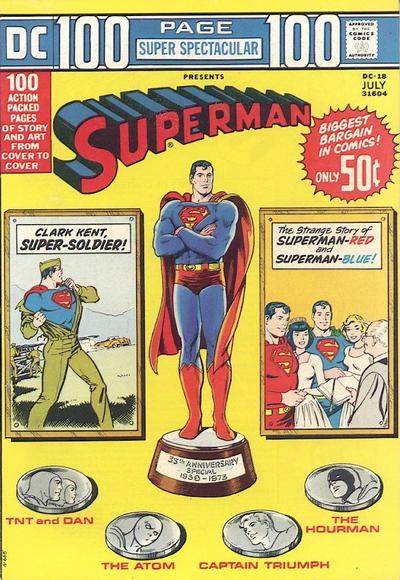 DC 100 PAGE 100
SUPER SPECTACULAR
APPROVED
BY THE
COMICS
CODE
AUTHORITY
PRESENTS
DC-18
JULY
31604
100
ACTION
PACKED
PAGES
OF STORY
AND ART
FROM
COVER TO
COVER
SUPERMAN
®
BIGGEST
BARGAIN
IN COMICS!
ONLY 50¢
CLARK KENT,
SUPER-SOLDIER!
The Strange Story of
SUPERMAN-RED
and
SUPERMAN-BLUE!
35th ANNIVERSARY
SPECIAL
TNT and DAN
THE ATOM
CAPTAIN TRIUMPH
THE
HOURMAN